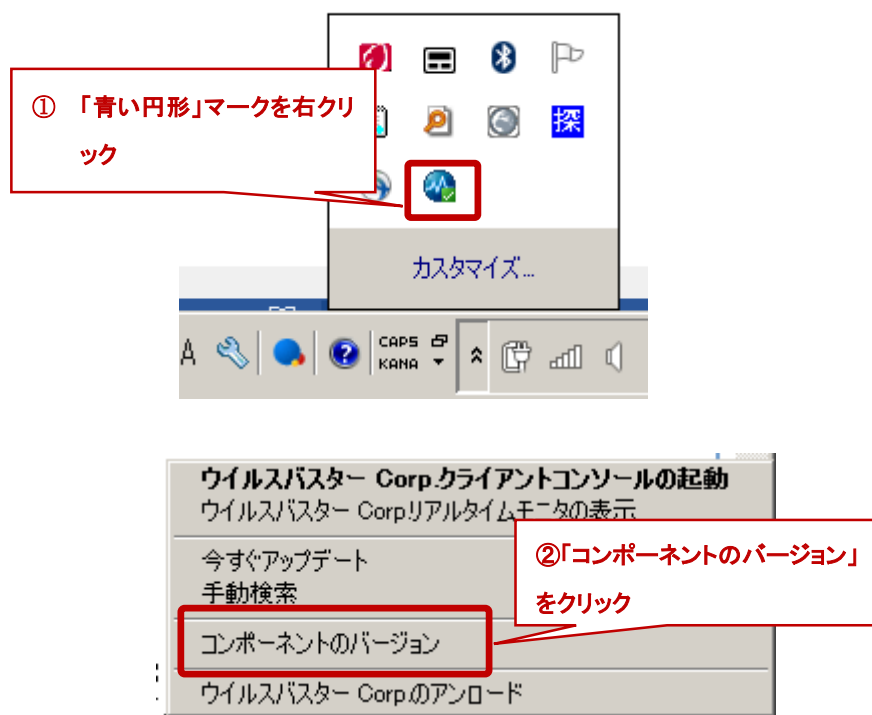 ① 「青い円形」マークを右クリ
ック
探
カスタマイズ...
A
CAPS
KANA
ウイルスバスター Corp.クライアントコンソールの起動
ウイルスバスター Corp.リアルタイムモニタの表示
今すぐアップデート
手動検索
②「コンポーネントのバージョン」
をクリック
コンポーネントのバージョン
ウイルスバスター Corp.のアンロード